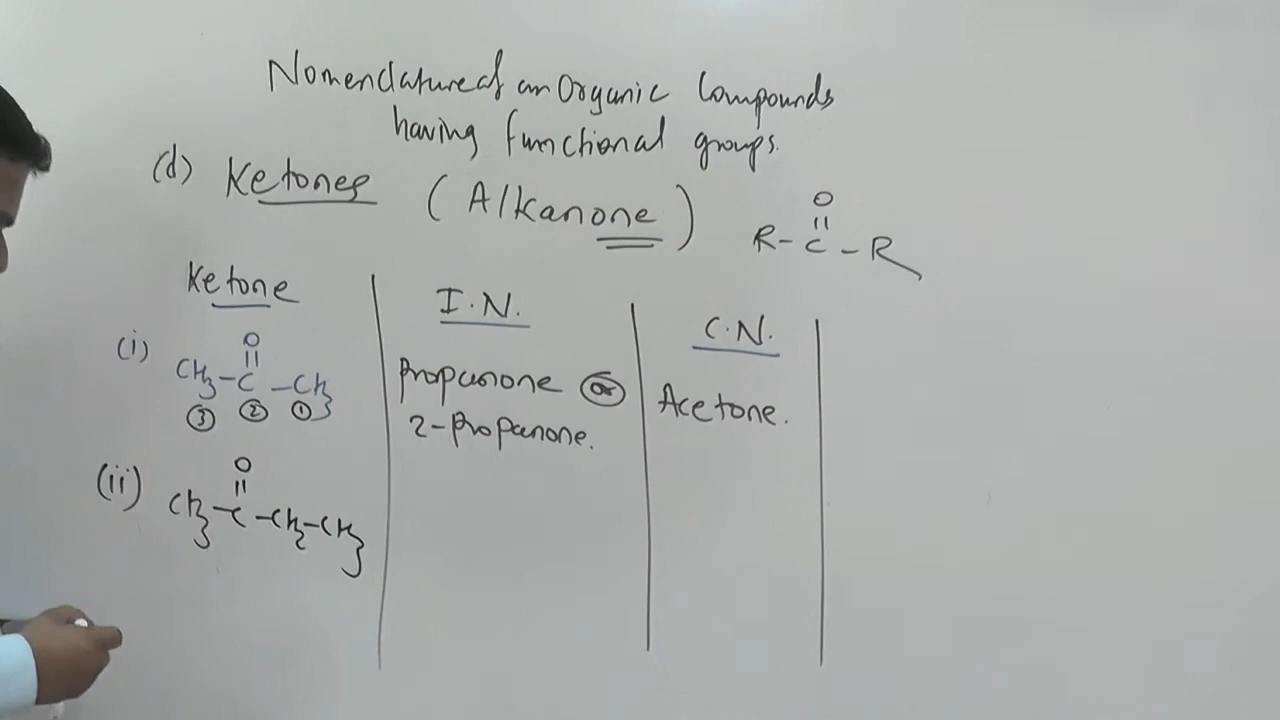 Nomenclature of an Organic Compounds
having functional groups.
(d) Ketones (Alkanone)
O
||
R-C-R
Ketone I.N. C.N.
(i)
O
||
CH3-C-CH3
③ ② ①
Propanone or
2-Propanone.
Acetone.
(ii)
O
||
CH3-C-CH2-CH3